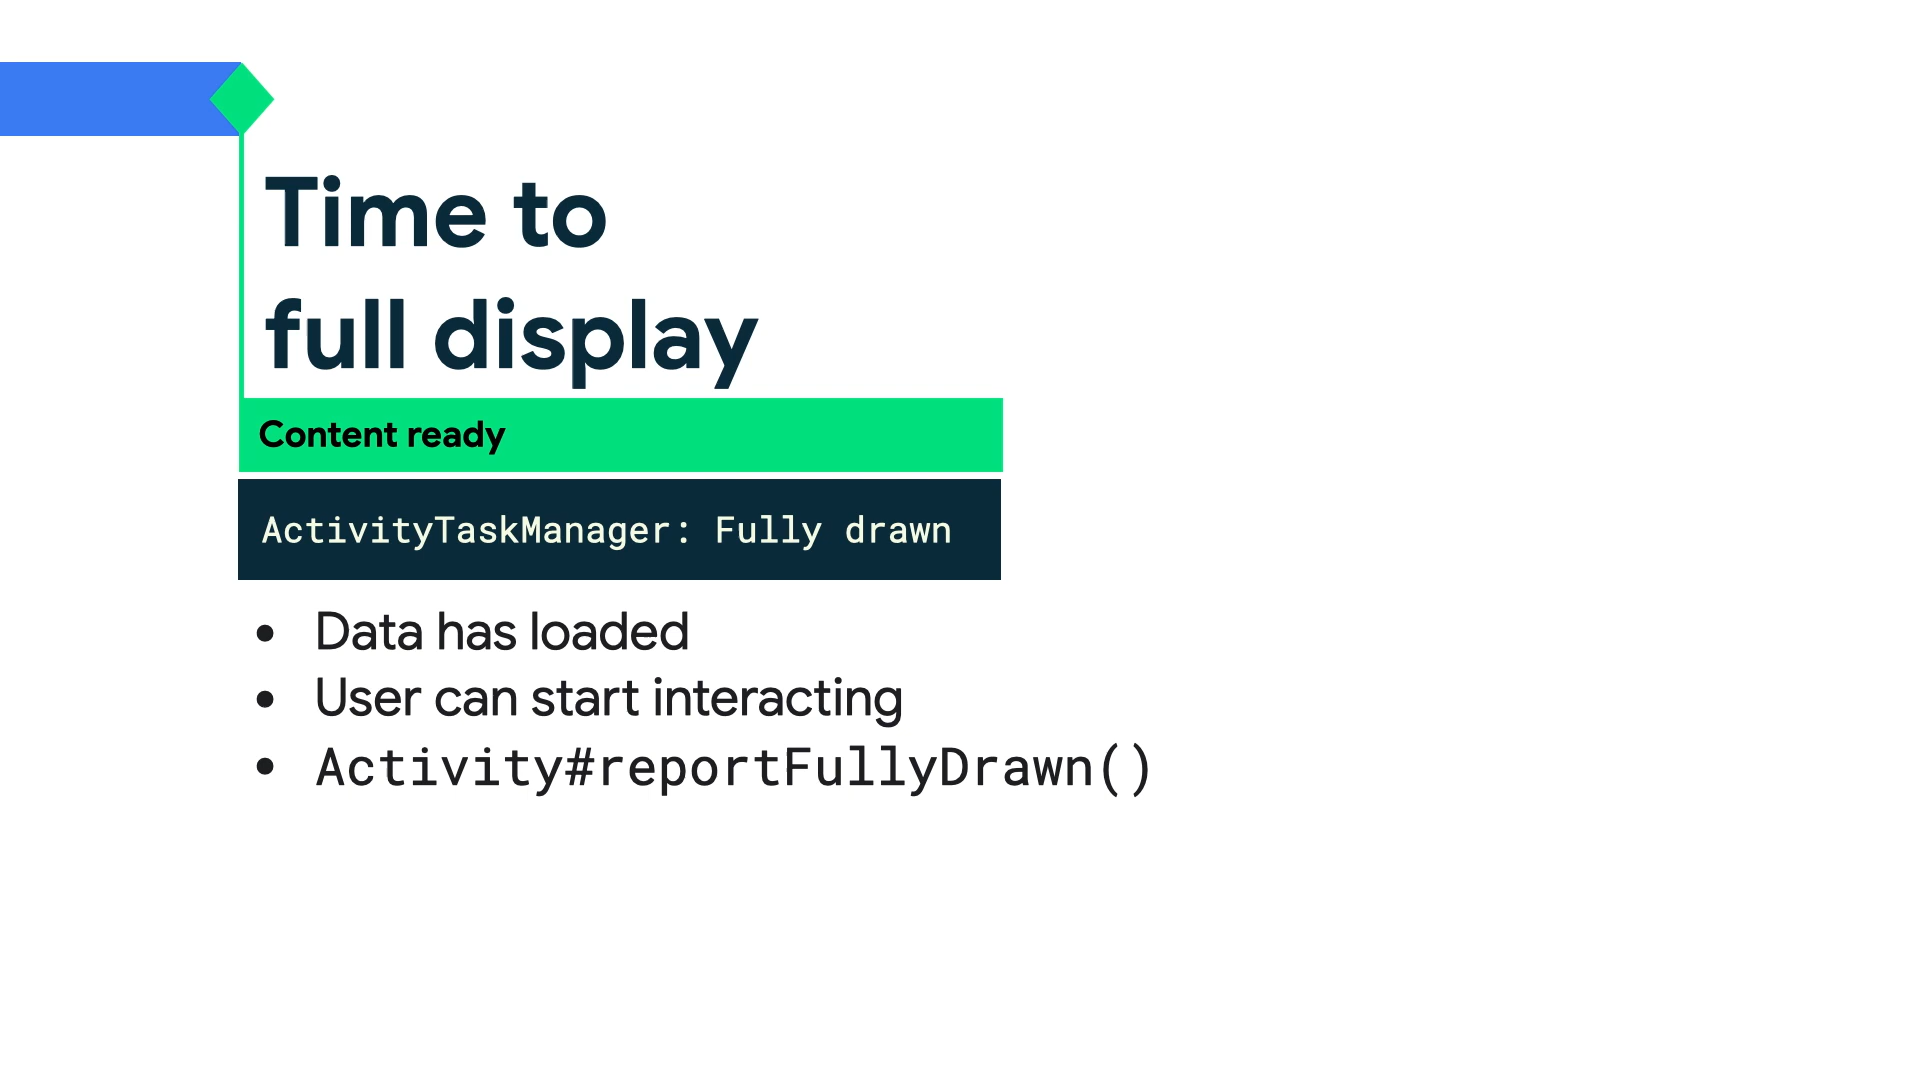 Time to
full display
Content ready
ActivityTaskManager: Fully drawn
• Data has loaded
• User can start interacting
• Activity#reportFullyDrawn()